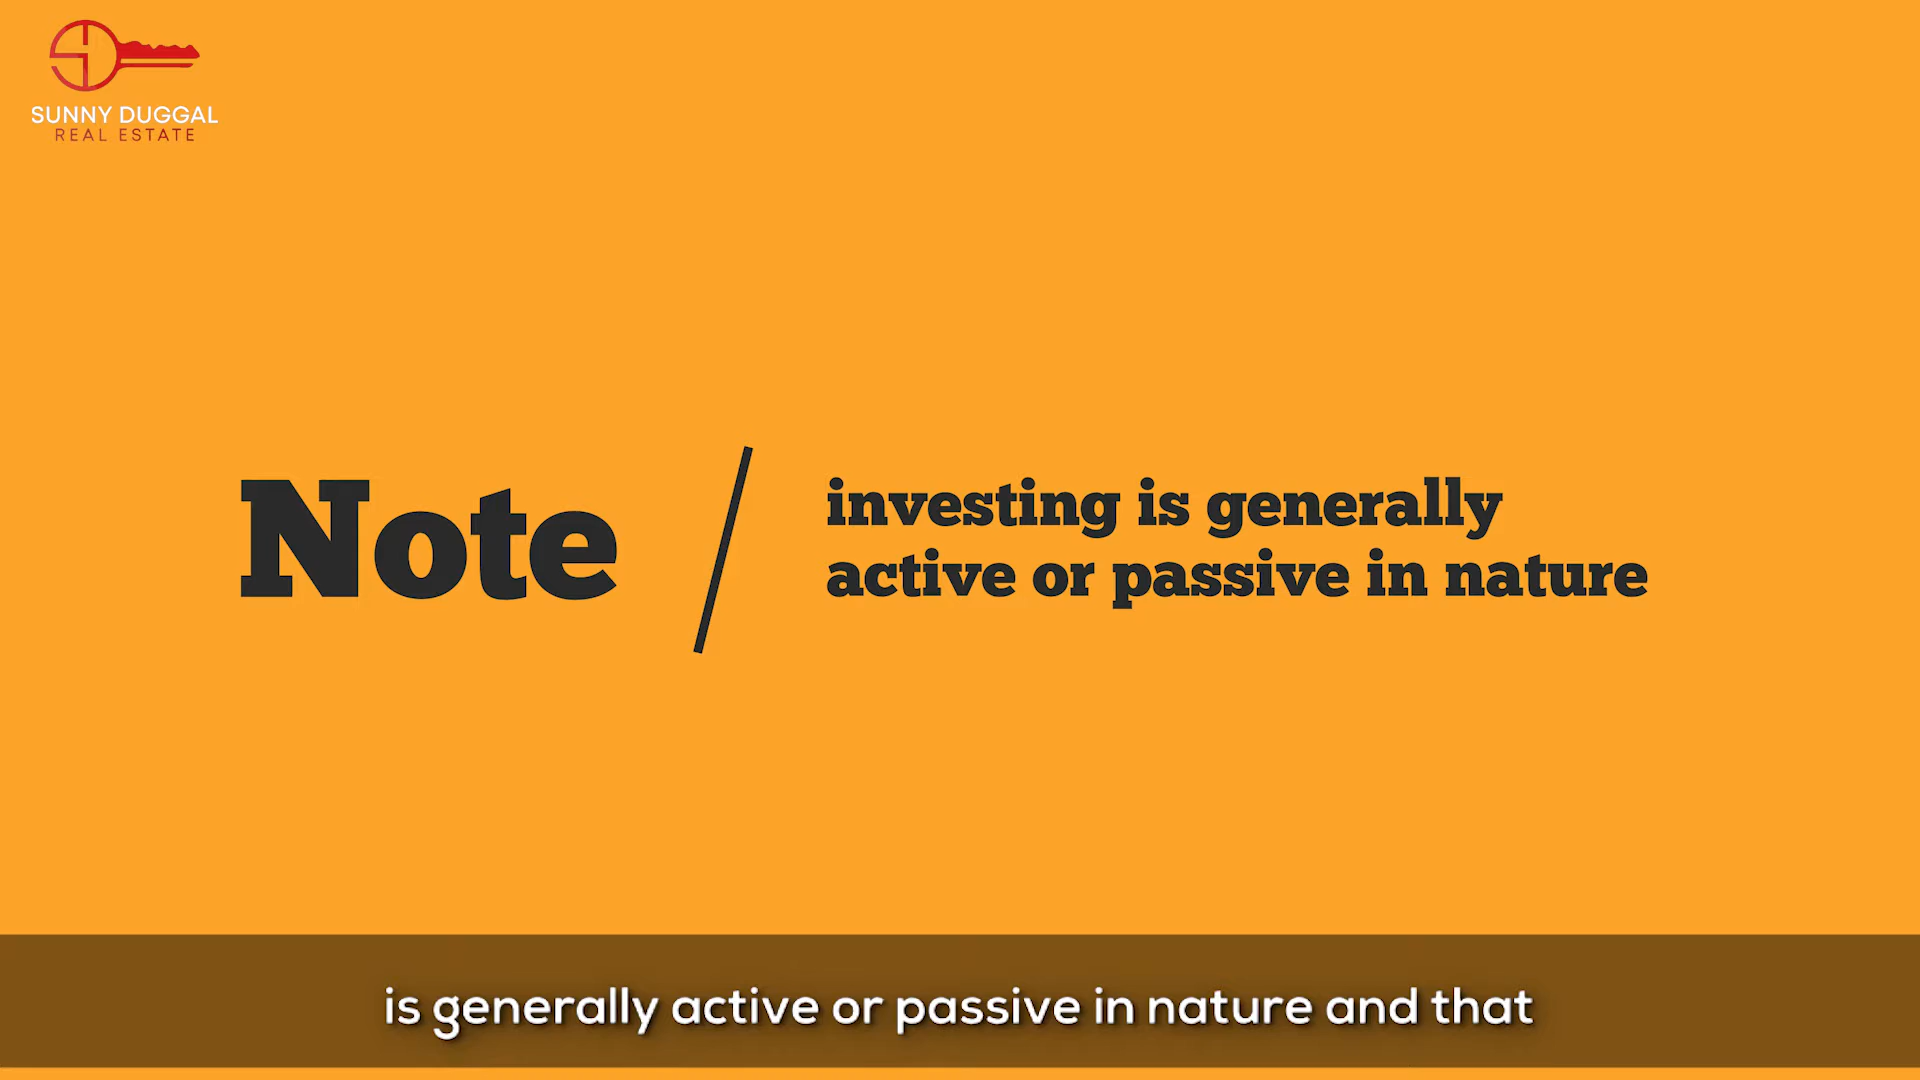 SUNNY DUGGAL
REAL ESTATE
Note
investing is generally
active or passive in nature
is generally active or passive in nature and that